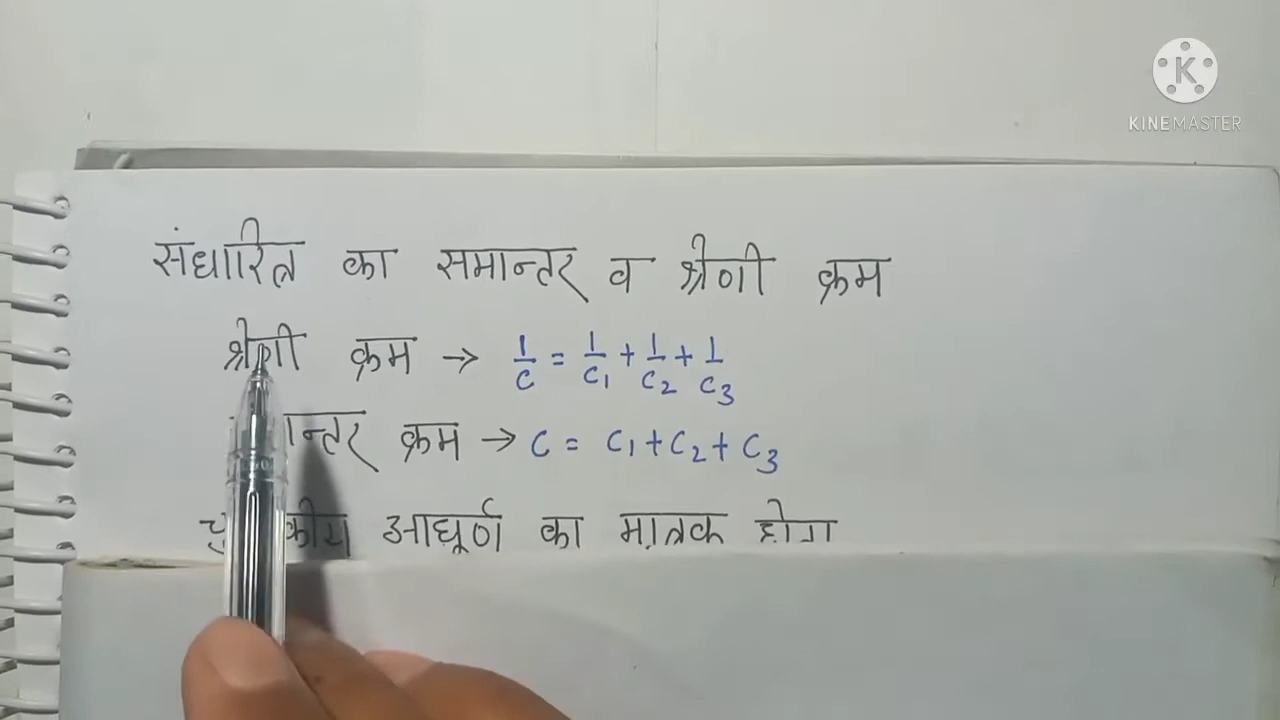 K
KINEMASTER
संधारित्र का समान्तर व श्रेणी क्रम
श्रेणी क्रम → 1/C = 1/C₁ + 1/C₂ + 1/C₃
क्रम → C = C₁ + C₂ + C₃
आघूर्ण का मात्रक होगा